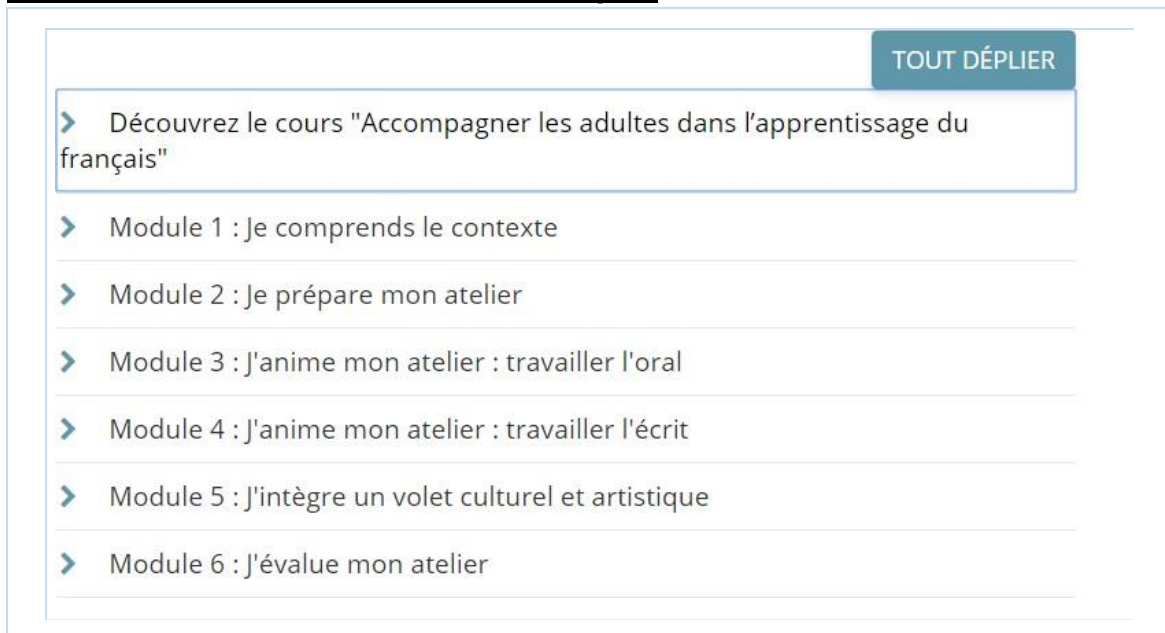 TOUT DÉPLIER
Découvrez le cours "Accompagner les adultes dans l’apprentissage du
français"
Module 1 : Je comprends le contexte
Module 2 : Je prépare mon atelier
Module 3 : J'anime mon atelier : travailler l'oral
Module 4 : J'anime mon atelier : travailler l'écrit
Module 5 : J'intègre un volet culturel et artistique
Module 6 : J'évalue mon atelier